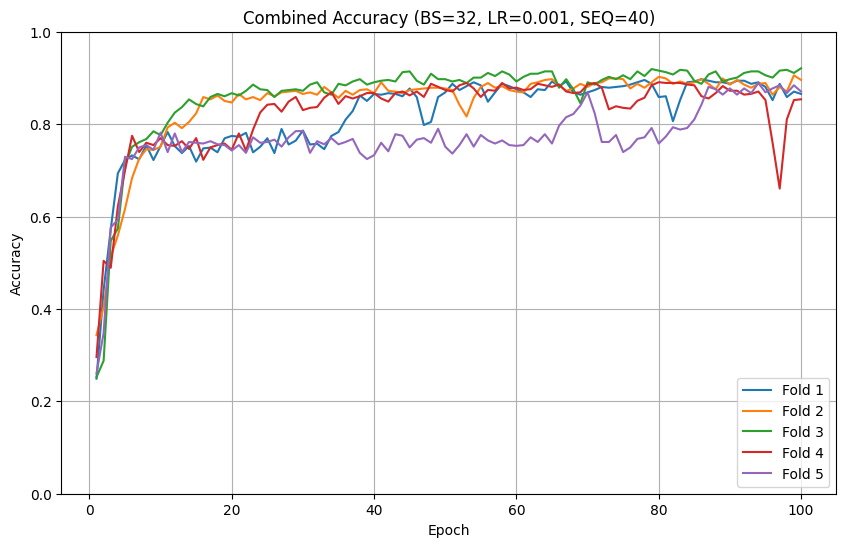 Combined Accuracy (BS=32, LR=0.001, SEQ=40)
1.0
0.8
0.6
0.4
0.2
0.0
Accuracy
0
20
40
60
80
100
Epoch
Fold 1
Fold 2
Fold 3
Fold 4
Fold 5